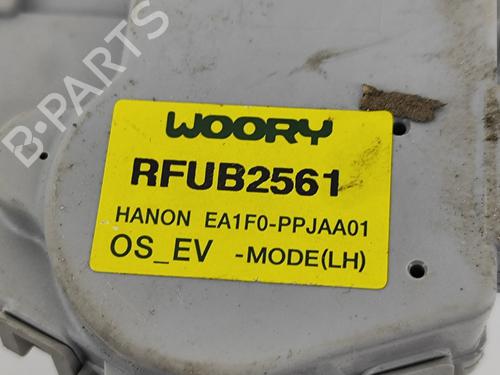 B-PARTS
WOORY
RFUB2561
HANON EA1F0-PPJAA01
OS_EV -MODE(LH)